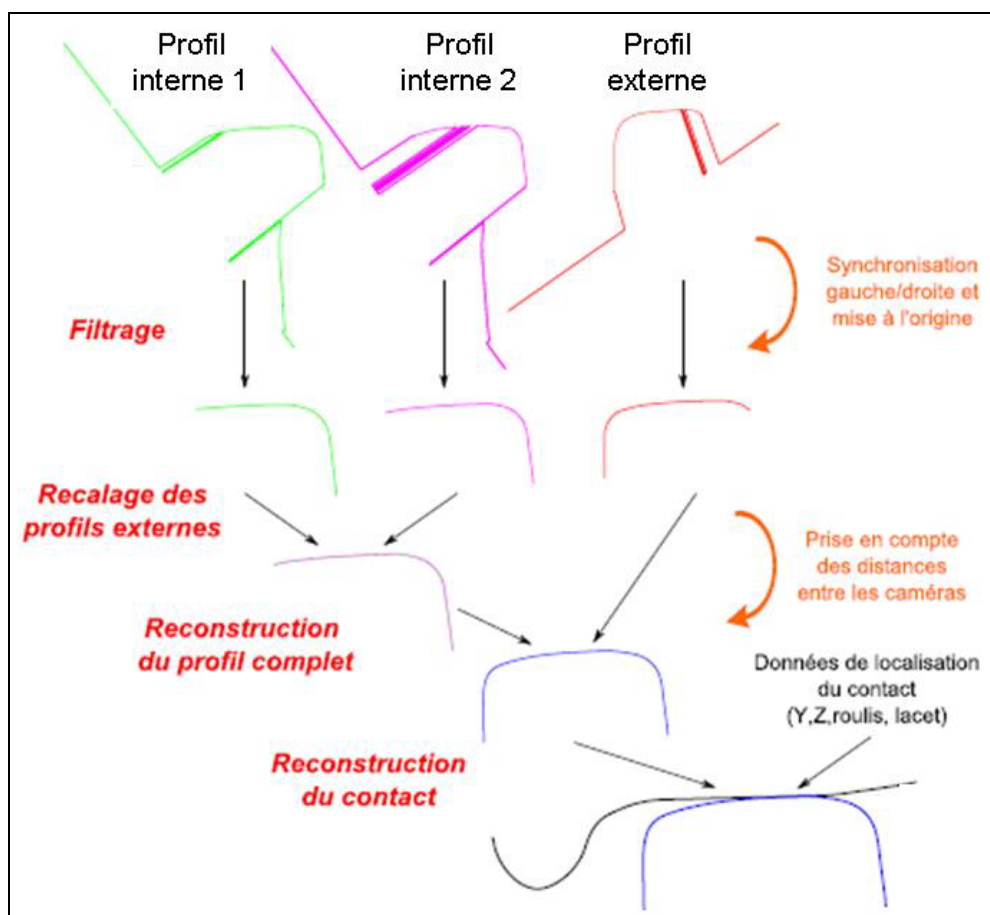 Profil
interne 1
Profil
interne 2
Profil
externe
Synchronisation
gauche/droite et
mise à l'origine
Filtrage
Recalage des
profils externes
Prise en compte
des distances
entre les caméras
Reconstruction
du profil complet
Données de localisation
du contact
(Y,Z,roulis, lacet)
Reconstruction
du contact